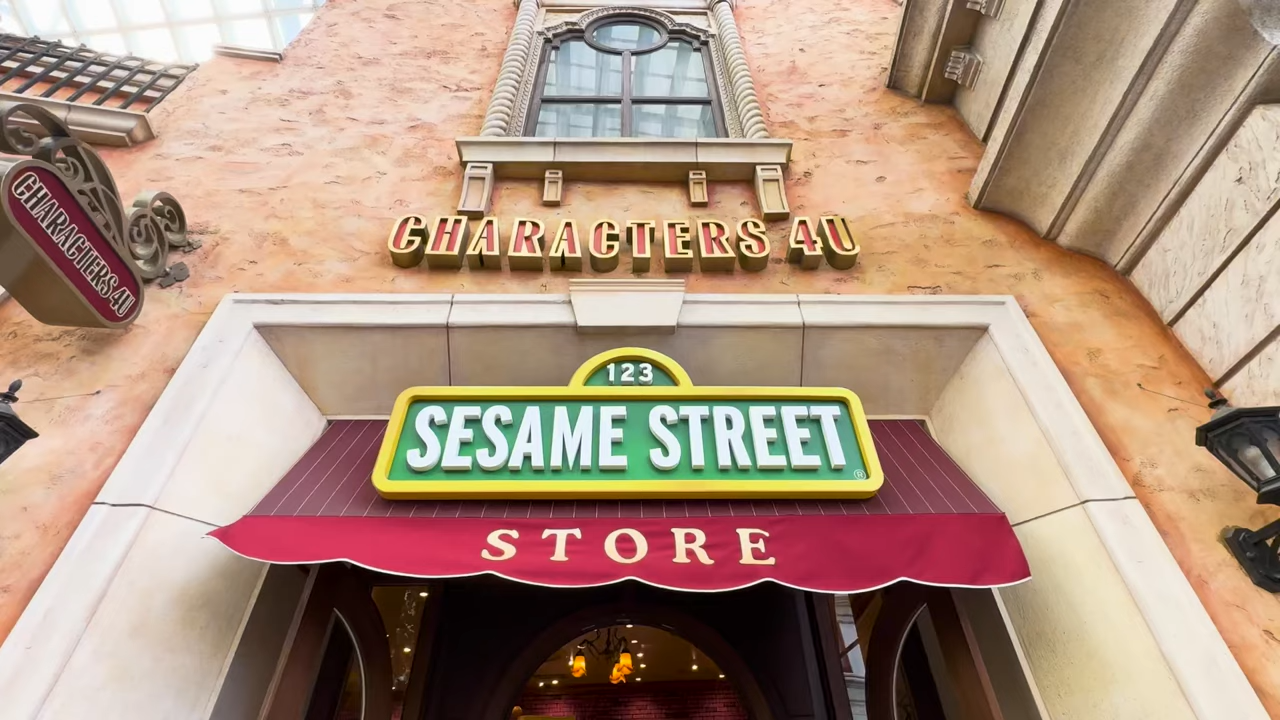 CHARACTERS 4U
CHARACTERS 4U
123
SESAME STREET
®
STORE